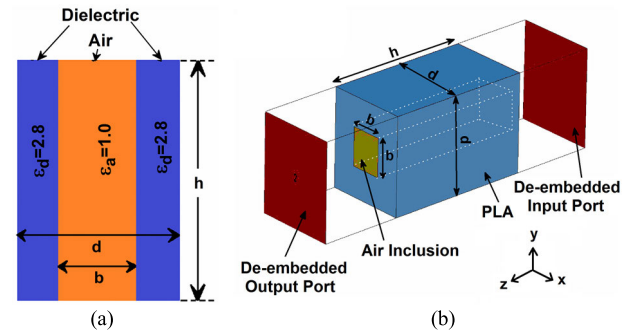 Dielectric
Air
εd=2.8
εa=1.0
εd=2.8
h
d
b
(a)
h
d
b
b
d
?
De-embedded
Input Port
PLA
Air Inclusion
De-embedded
Output Port
y
z
x
(b)